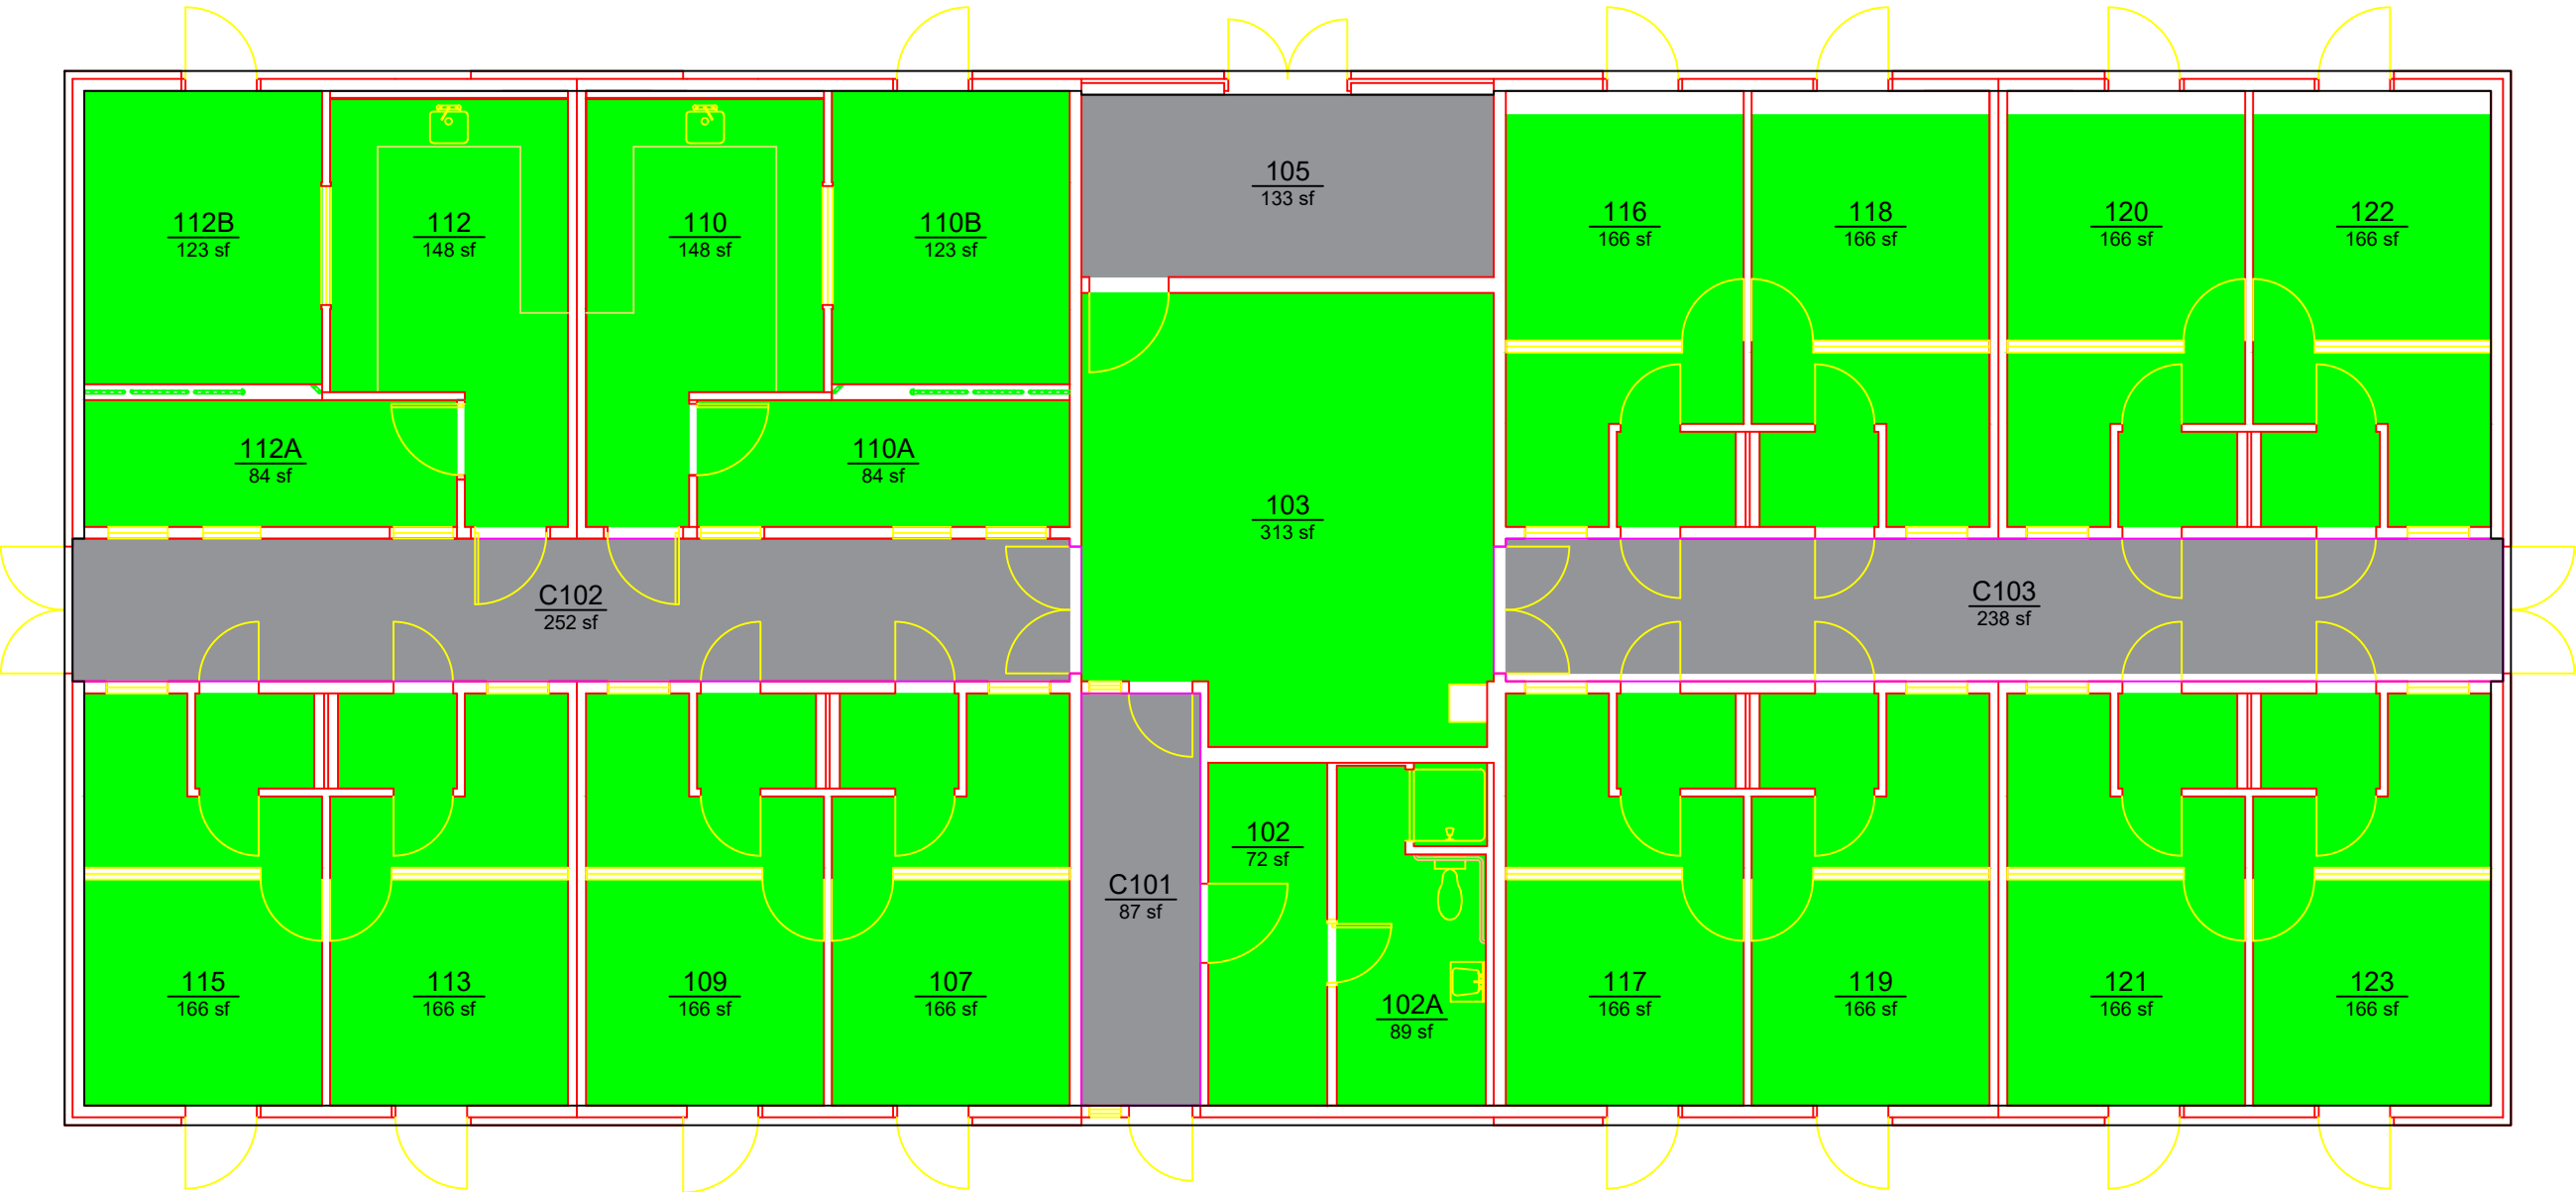 105
133 sf
112B
123 sf
112
148 sf
110
148 sf
110B
123 sf
116
166 sf
118
166 sf
120
166 sf
122
166 sf
112A
84 sf
110A
84 sf
103
313 sf
C102
252 sf
C103
238 sf
102
72 sf
C101
87 sf
115
166 sf
113
166 sf
109
166 sf
107
166 sf
102A
89 sf
117
166 sf
119
166 sf
121
166 sf
123
166 sf